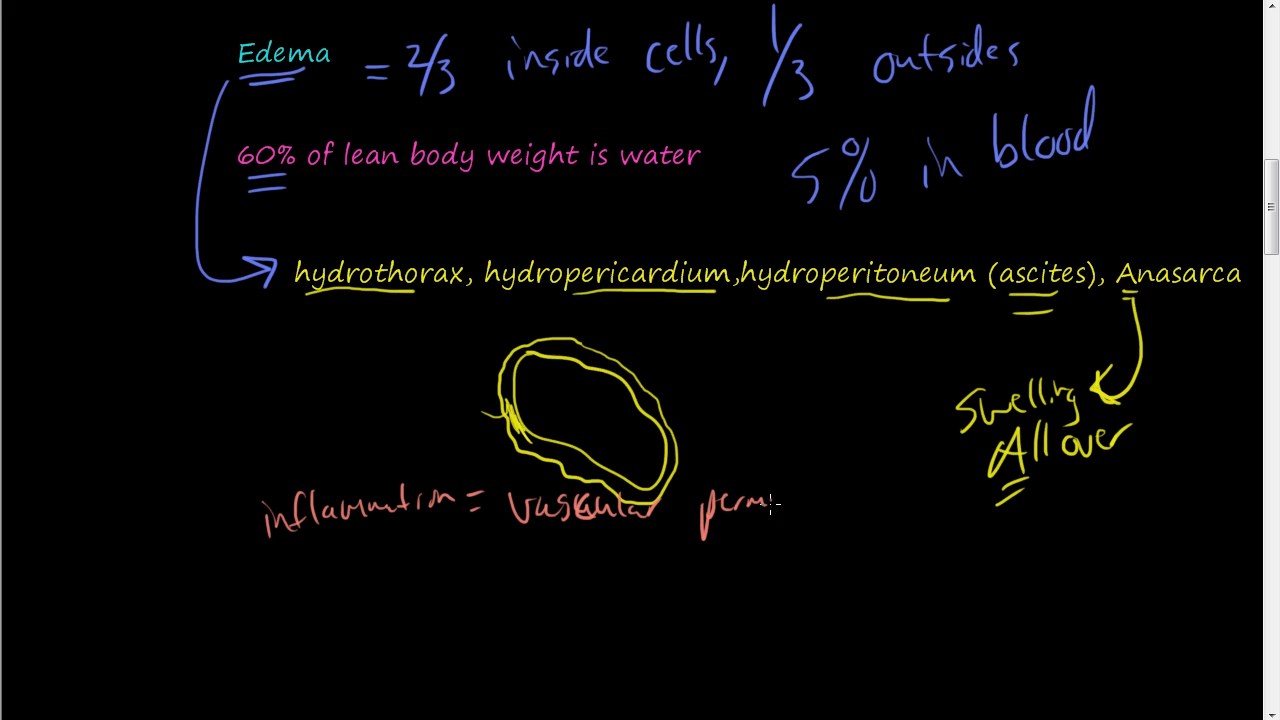 Edema = 2/3 inside cells, 1/3 outsides
60% of lean body weight is water
5% in blood
hydrothorax, hydropericardium,hydroperitoneum (ascites), Anasarca
Swelling
All over
inflammation = vascular perm